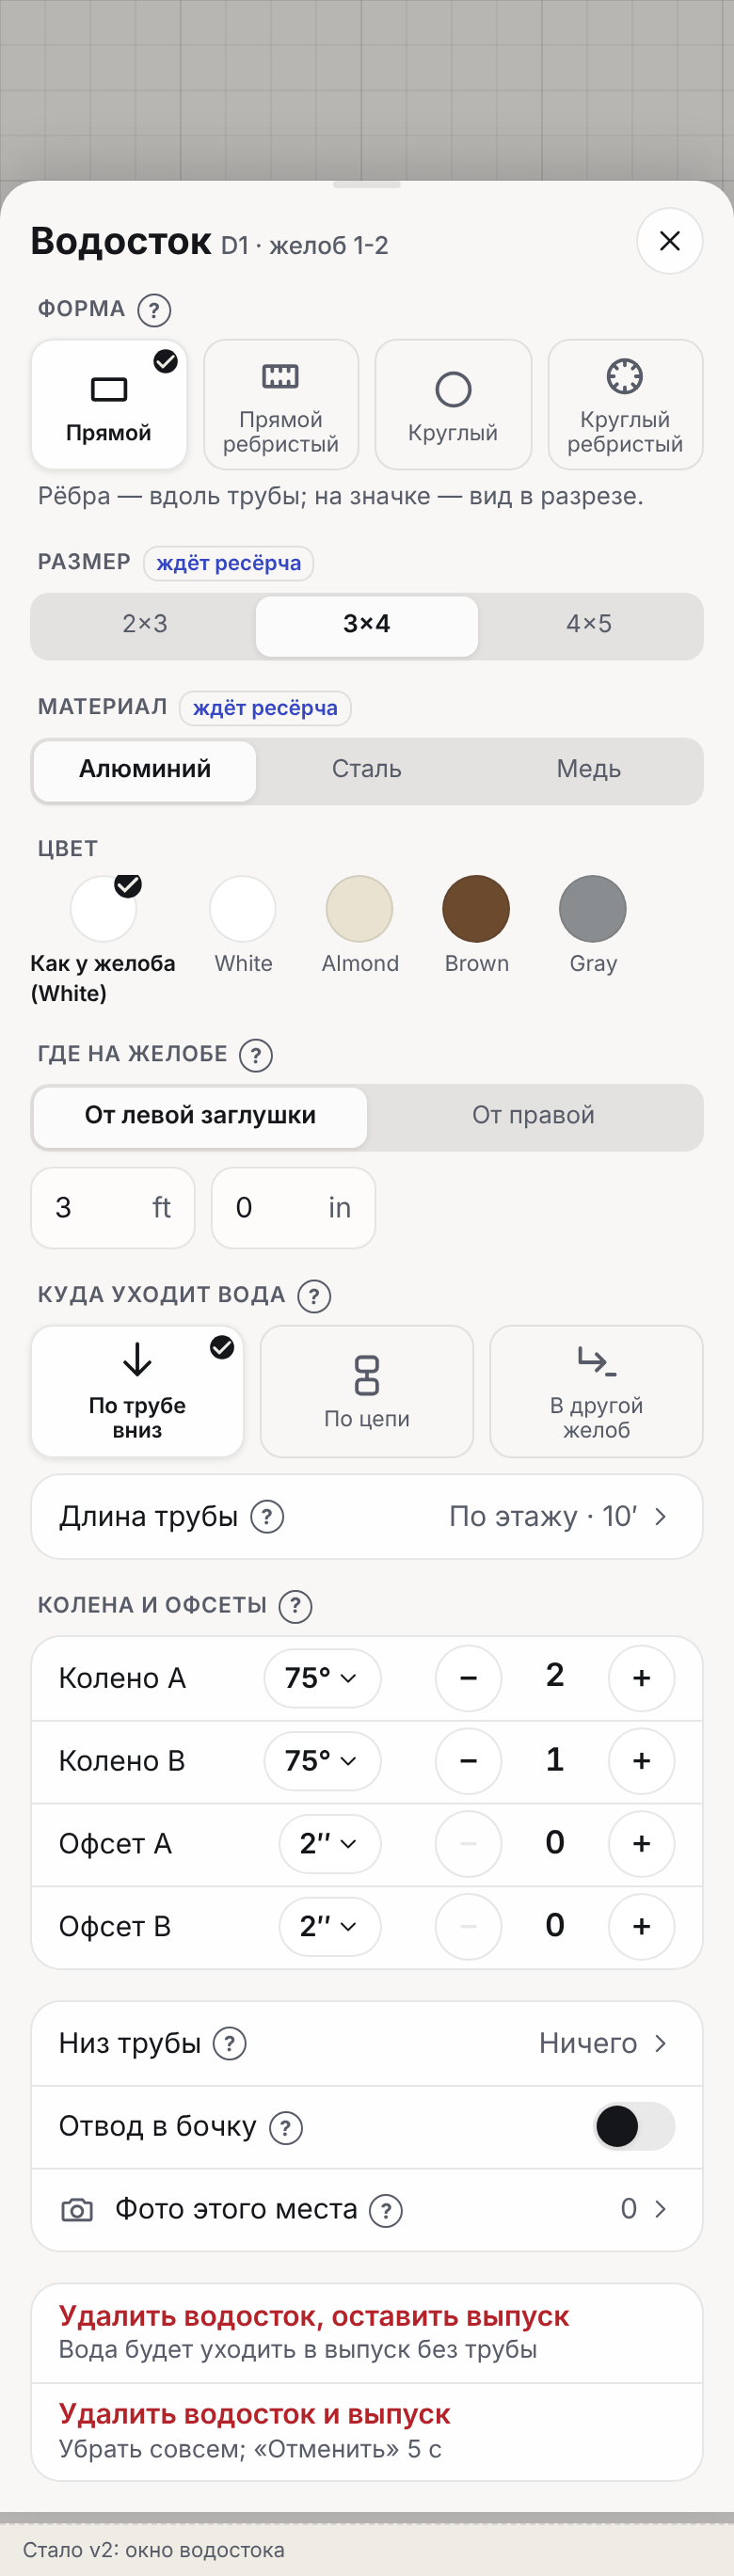 Водосток D1 · желоб 1-2
ФОРМА ?
Прямой
Прямой
ребристый
Круглый
Круглый
ребристый
Рёбра — вдоль трубы; на значке — вид в разрезе.
РАЗМЕР ждёт ресёрча
2×3 3×4 4×5
МАТЕРИАЛ ждёт ресёрча
Алюминий Сталь Медь
ЦВЕТ
Как у желоба
(White)
White Almond Brown Gray
ГДЕ НА ЖЕЛОБЕ ?
От левой заглушки От правой
3 ft 0 in
КУДА УХОДИТ ВОДА ?
По трубе
вниз
По цепи
В другой
желоб
Длина трубы ? По этажу · 10′
КОЛЕНА И ОФСЕТЫ ?
Колено A 75° − 2 +
Колено B 75° − 1 +
Офсет A 2″ − 0 +
Офсет B 2″ − 0 +
Низ трубы ? Ничего
Отвод в бочку ?
Фото этого места ? 0
Удалить водосток, оставить выпуск
Вода будет уходить в выпуск без трубы
Удалить водосток и выпуск
Убрать совсем; «Отменить» 5 с
Стало v2: окно водостока